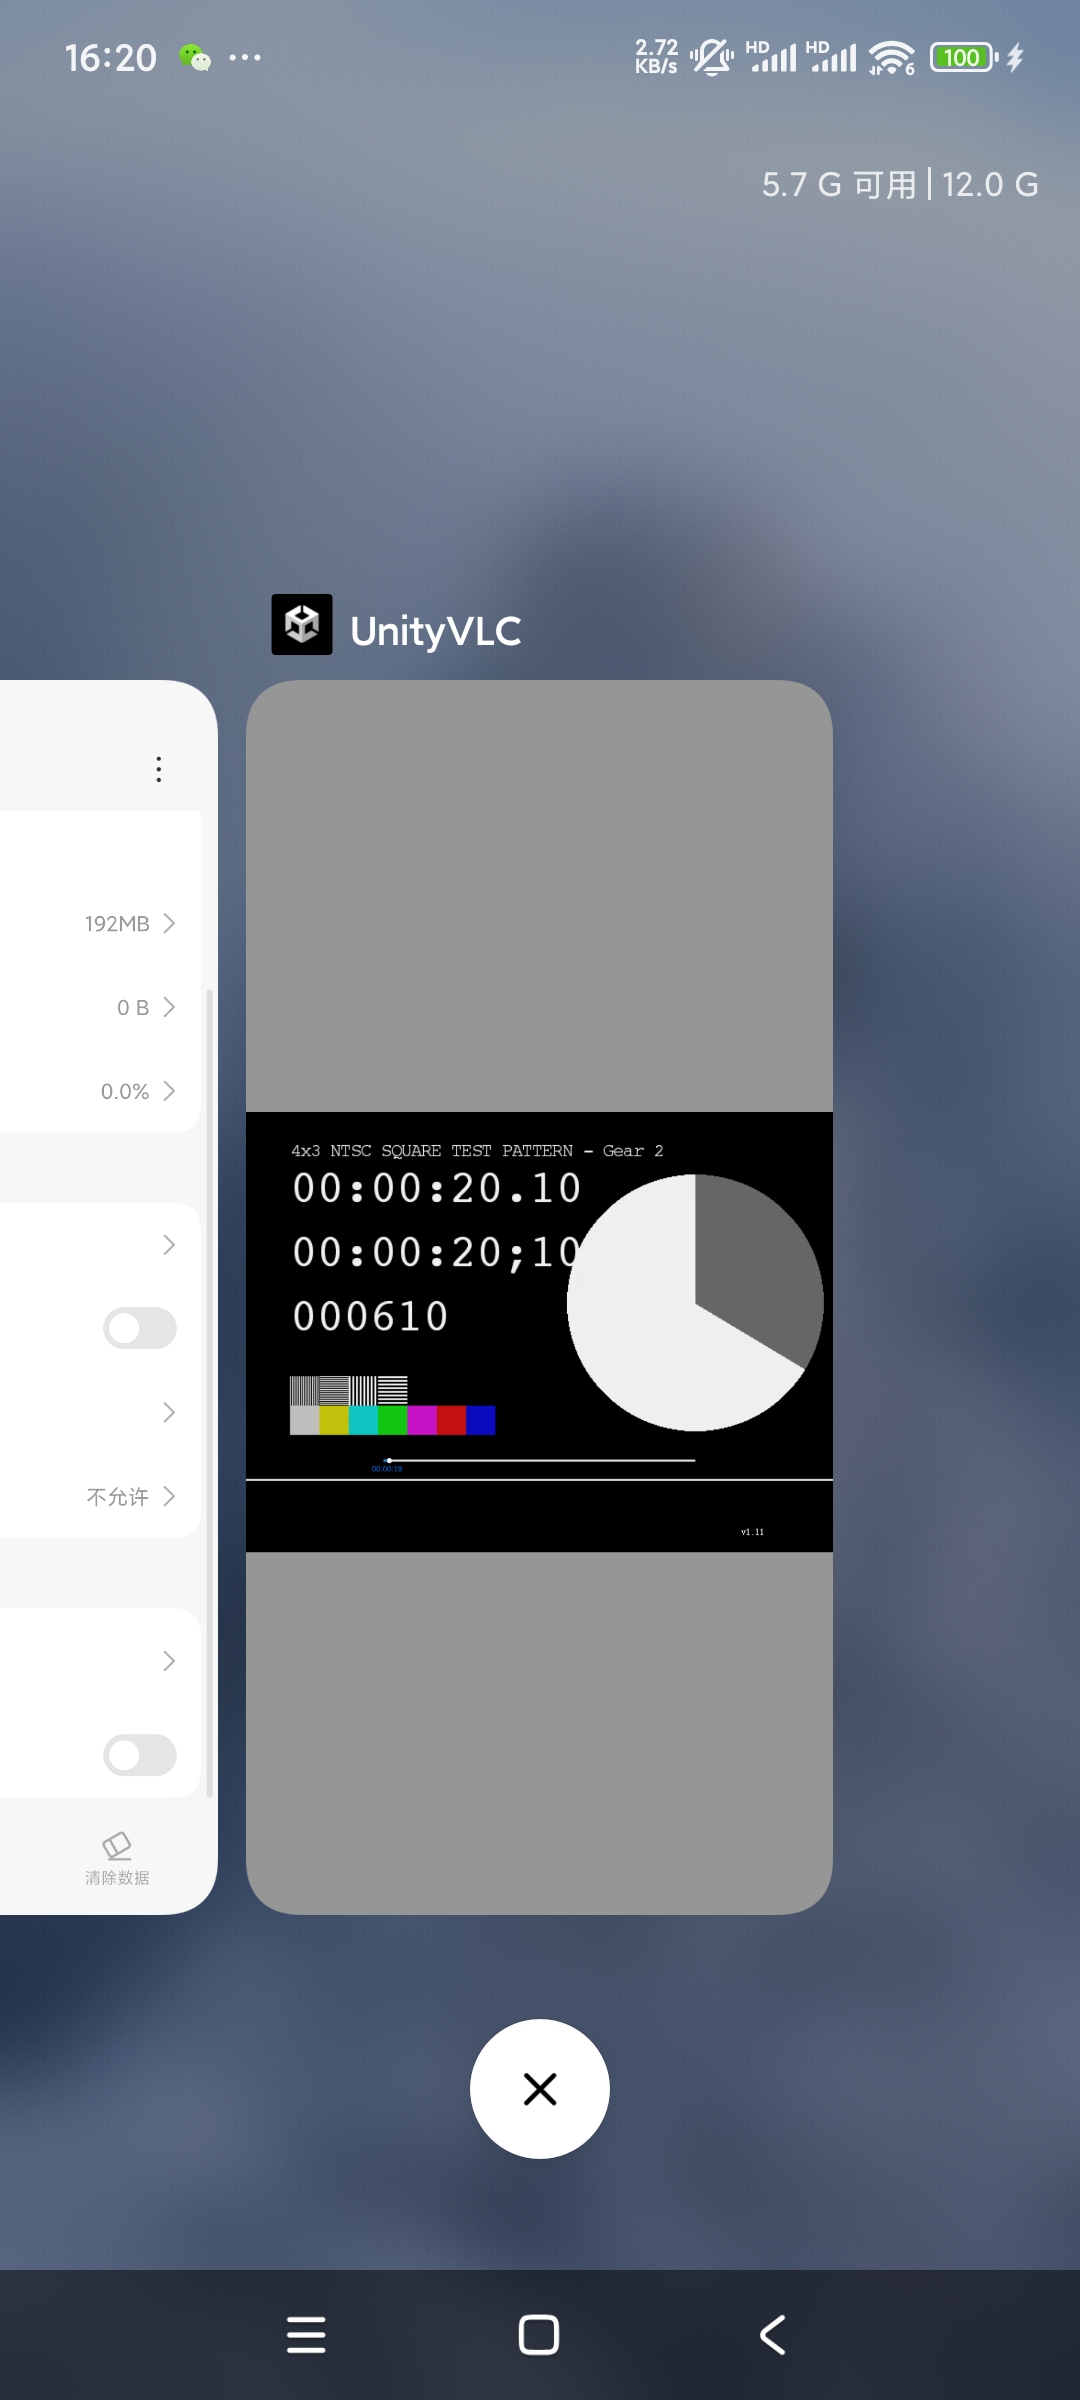 16:20
2.72
KB/s
HD
HD
6
100
5.7 G 可用 | 12.0 G
UnityVLC
192MB
0 B
0.0%
不允许
清除数据
4x3 NTSC SQUARE TEST PATTERN - Gear 2
00:00:20.10
00:00:20;10
000610
00:00:19
v1.11